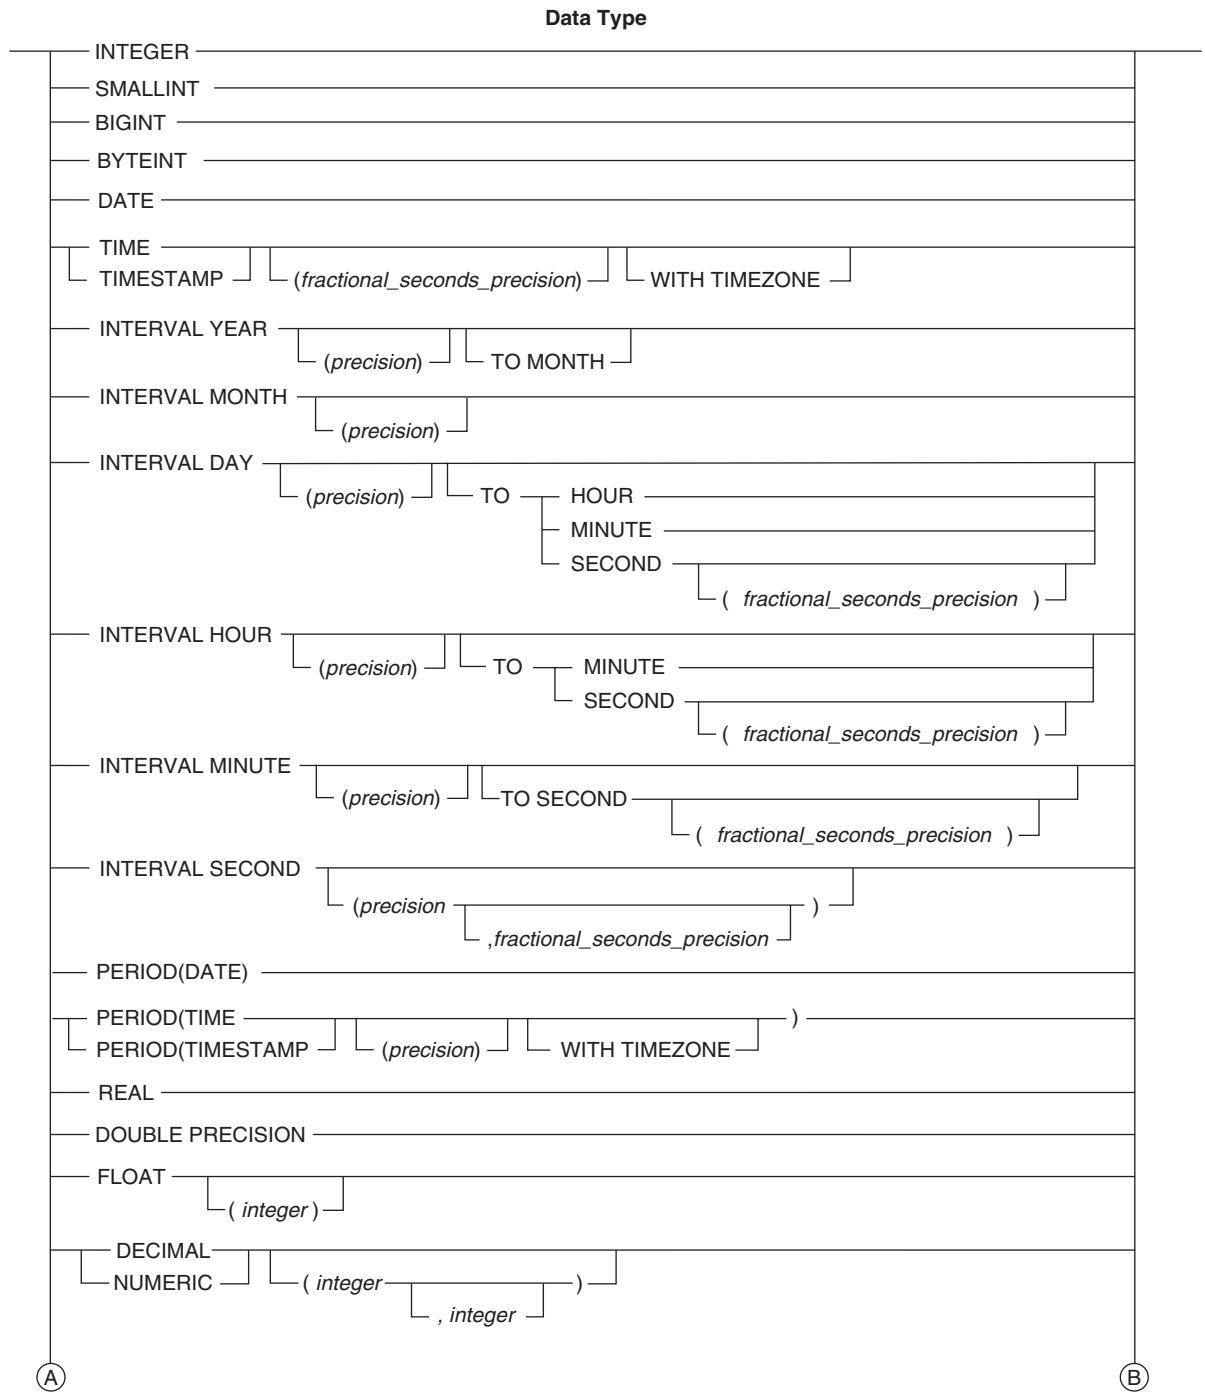 Data Type
INTEGER
SMALLINT
BIGINT
BYTEINT
DATE
TIME
TIMESTAMP (fractional_seconds_precision) WITH TIMEZONE
INTERVAL YEAR
(precision) TO MONTH
INTERVAL MONTH
(precision)
INTERVAL DAY
(precision) TO HOUR
MINUTE
SECOND
( fractional_seconds_precision )
INTERVAL HOUR
(precision) TO MINUTE
SECOND
( fractional_seconds_precision )
INTERVAL MINUTE
(precision) TO SECOND
( fractional_seconds_precision )
INTERVAL SECOND
(precision )
,fractional_seconds_precision
PERIOD(DATE)
PERIOD(TIME )
PERIOD(TIMESTAMP (precision) WITH TIMEZONE
REAL
DOUBLE PRECISION
FLOAT
( integer )
DECIMAL
NUMERIC ( integer )
, integer
A B